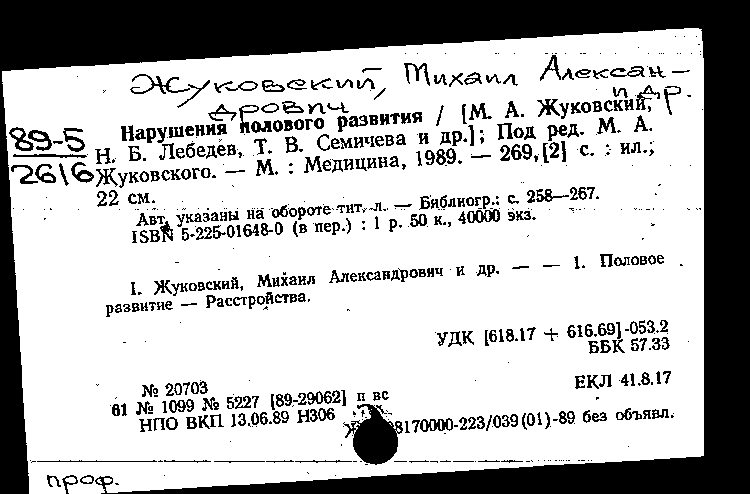 Жуковский, Михаил Алексан-
дрович и др.
89-5
2616
Нарушения полового развития / [М. А. Жуковский,
Н. Б. Лебедев, Т. В. Семичева и др.]; Под ред. М. А.
Жуковского. — М. : Медицина, 1989. — 269,[2] с. : ил.;
22 см.
Авт. указаны на обороте тит. л. — Библиогр.: с. 258—267.
ISBN 5-225-01648-0 (в пер.) : 1 р. 50 к., 40000 экз.
I. Жуковский, Михаил Александрович и др. — — 1. Половое
развитие — Расстройства.
УДК [618.17 + 616.69]-053.2
ББК 57.33
№ 20703
61 № 1099 № 5227 [89-29062] п вс
ЕКЛ 41.8.17
НПО ВКП 13.06.89 Н306
8170000-223/039(01)-89 без объявл.
проф.